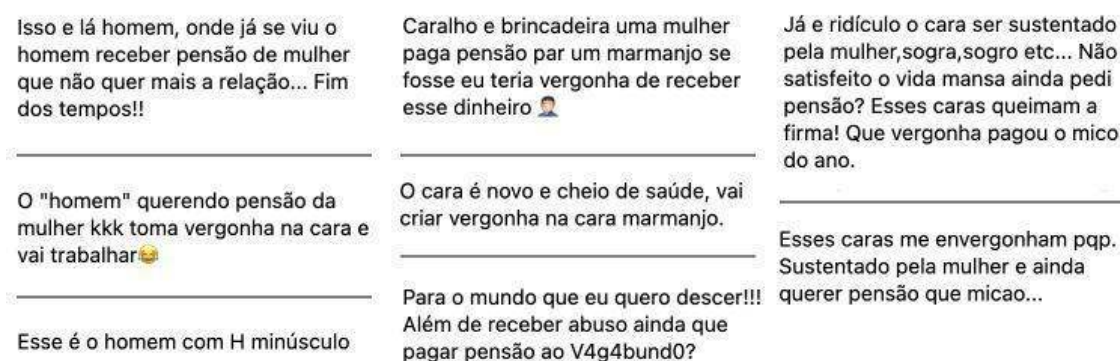 Isso e lá homem, onde já se viu o
homem receber pensão de mulher
que não quer mais a relação... Fim
dos tempos!!
O "homem" querendo pensão da
mulher kkk toma vergonha na cara e
vai trabalhar😂
Esse é o homem com H minúsculo
Caralho e brincadeira uma mulher
paga pensão par um marmanjo se
fosse eu teria vergonha de receber
esse dinheiro 🤦🏻‍♂️
O cara é novo e cheio de saúde, vai
criar vergonha na cara marmanjo.
Para o mundo que eu quero descer!!!
Além de receber abuso ainda que
pagar pensão ao V4g4bund0?
Já e ridículo o cara ser sustentado
pela mulher,sogra,sogro etc... Não
satisfeito o vida mansa ainda pedi
pensão? Esses caras queimam a
firma! Que vergonha pagou o mico
do ano.
Esses caras me envergonham pqp.
Sustentado pela mulher e ainda
querer pensão que micao...